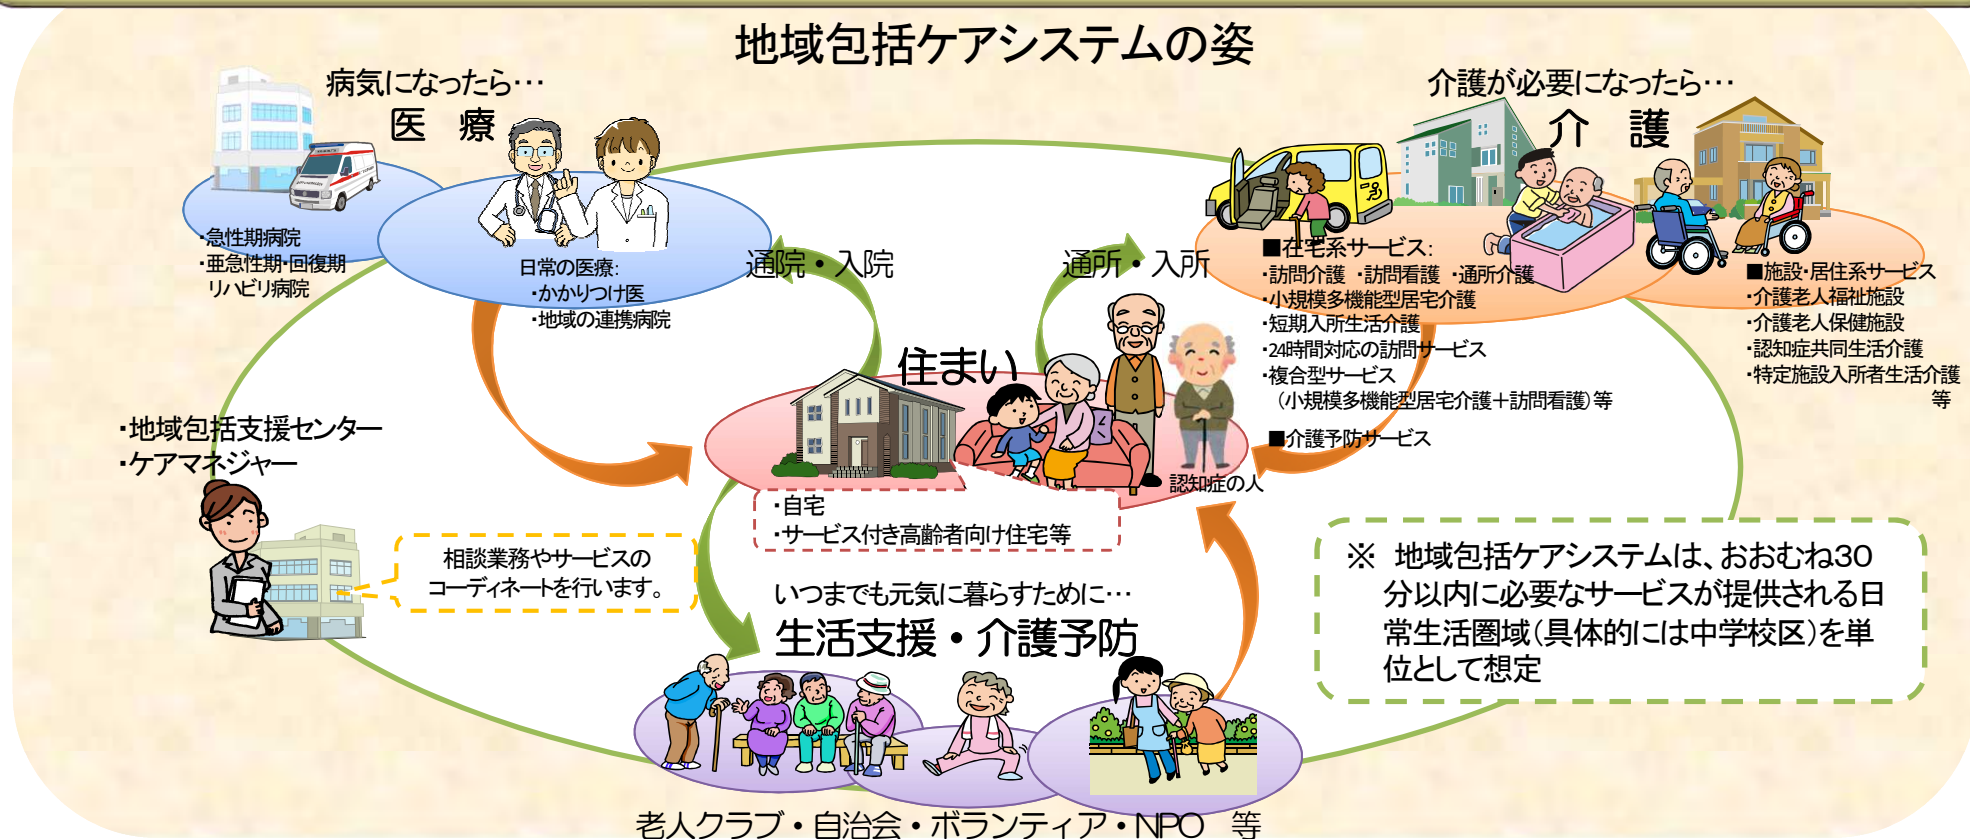 地域包括ケアシステムの姿
病気になったら･･･
医　療
・急性期病院
・亜急性期・回復期
リハビリ病院
日常の医療：
・かかりつけ医
・地域の連携病院
通院・入院
通所・入所
介護が必要になったら･･･
介　護
■在宅系サービス：
・訪問介護　・訪問看護　・通所介護
・小規模多機能型居宅介護
・短期入所生活介護
・24時間対応の訪問サービス
・複合型サービス
（小規模多機能型居宅介護＋訪問看護）等
■介護予防サービス
■施設・居住系サービス
・介護老人福祉施設
・介護老人保健施設
・認知症共同生活介護
・特定施設入所者生活介護
等
住まい
認知症の人
・自宅
・サービス付き高齢者向け住宅等
・地域包括支援センター
・ケアマネジャー
相談業務やサービスの
コーディネートを行います。
いつまでも元気に暮らすために･･･
生活支援・介護予防
老人クラブ・自治会・ボランティア・NPO　等
※　地域包括ケアシステムは、おおむね30
分以内に必要なサービスが提供される日
常生活圏域（具体的には中学校区）を単
位として想定